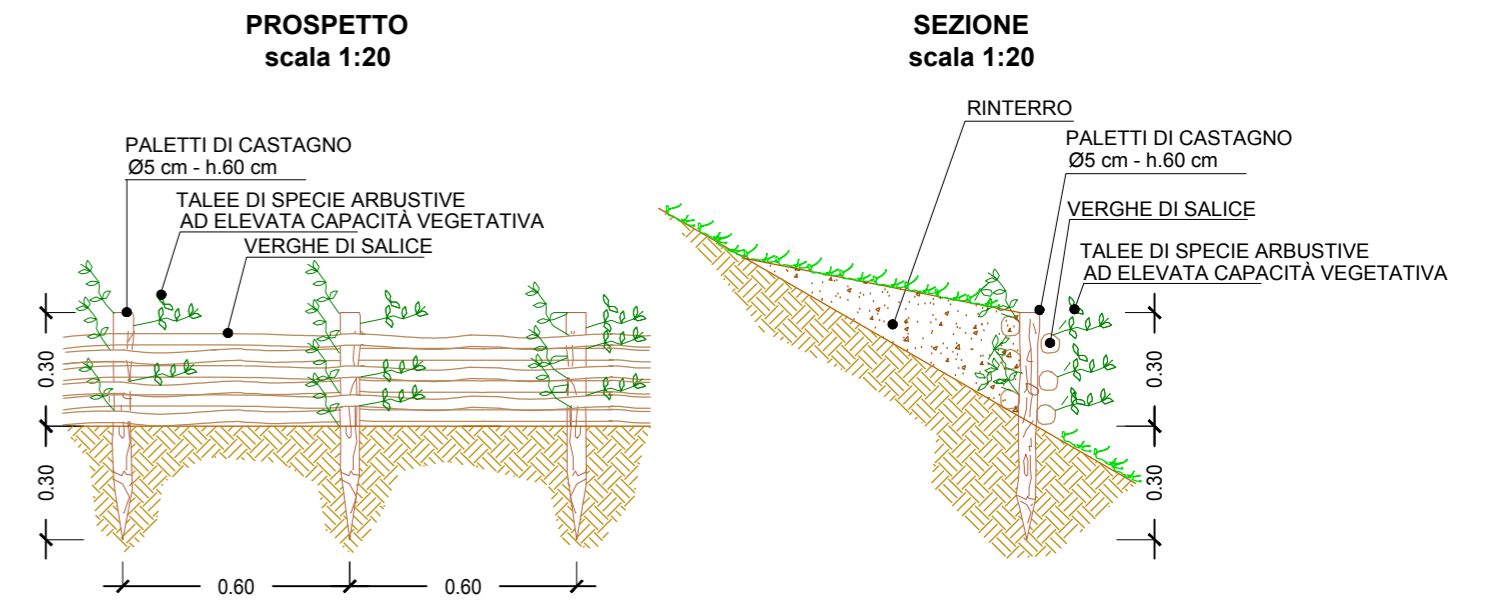 PROSPETTO
scala 1:20
PALETTI DI CASTAGNO
Ø5 cm - h.60 cm
TALEE DI SPECIE ARBUSTIVE
AD ELEVATA CAPACITÀ VEGETATIVA
VERGHE DI SALICE
0.30
0.30
0.60
0.60
SEZIONE
scala 1:20
RINTERRO
PALETTI DI CASTAGNO
Ø5 cm - h.60 cm
VERGHE DI SALICE
TALEE DI SPECIE ARBUSTIVE
AD ELEVATA CAPACITÀ VEGETATIVA
0.30
0.30